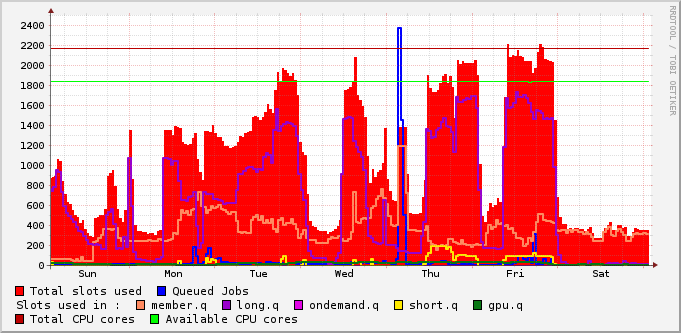 2400
2200
2000
1800
1600
1400
1200
1000
800
600
400
200
0
Sun Mon Tue Wed Thu Fri Sat
RRDTOOL / TOBI OETIKER
Total slots used Queued Jobs
Slots used in : member.q long.q ondemand.q short.q gpu.q
Total CPU cores Available CPU cores